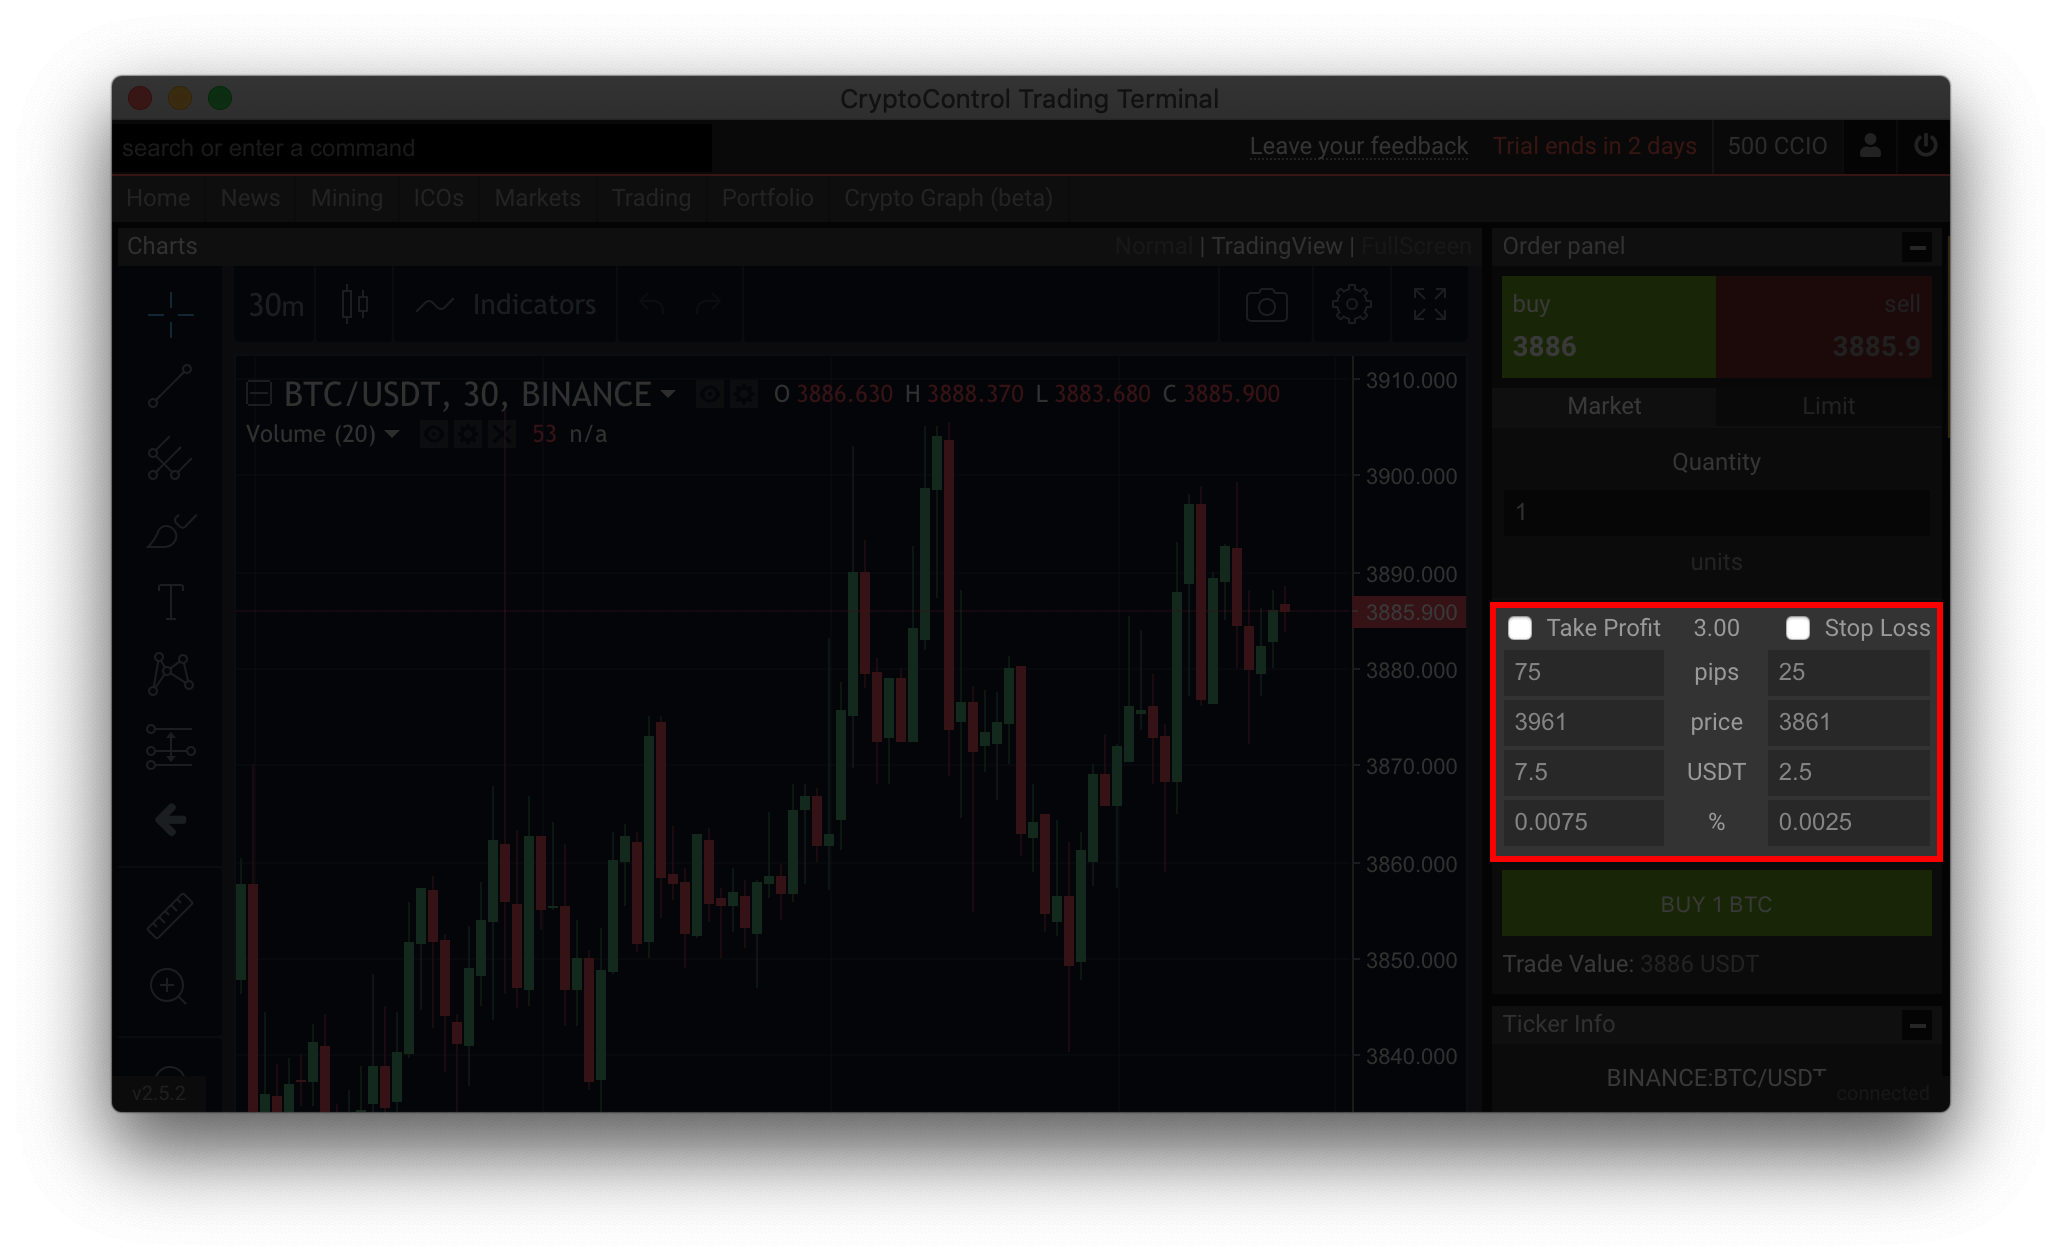 CryptoControl Trading Terminal
search or enter a command
Leave your feedback
Trial ends in 2 days
500 CCIO
Home News Mining ICOs Markets Trading Portfolio Crypto Graph (beta)
Charts
Normal | TradingView | FullScreen
30m Indicators
BTC/USDT, 30, BINANCE O 3886.630 H 3888.370 L 3883.680 C 3885.900
Volume (20) 53 n/a
3910.000
3900.000
3890.000
3885.900
3880.000
3870.000
3860.000
3850.000
3840.000
v2.5.2
Order panel
buy sell
3886 3885.9
Market Limit
Quantity
1
units
Take Profit 3.00 Stop Loss
75 pips 25
3961 price 3861
7.5 USDT 2.5
0.0075 % 0.0025
BUY 1 BTC
Trade Value: 3886 USDT
Ticker Info
BINANCE:BTC/USDT
connected